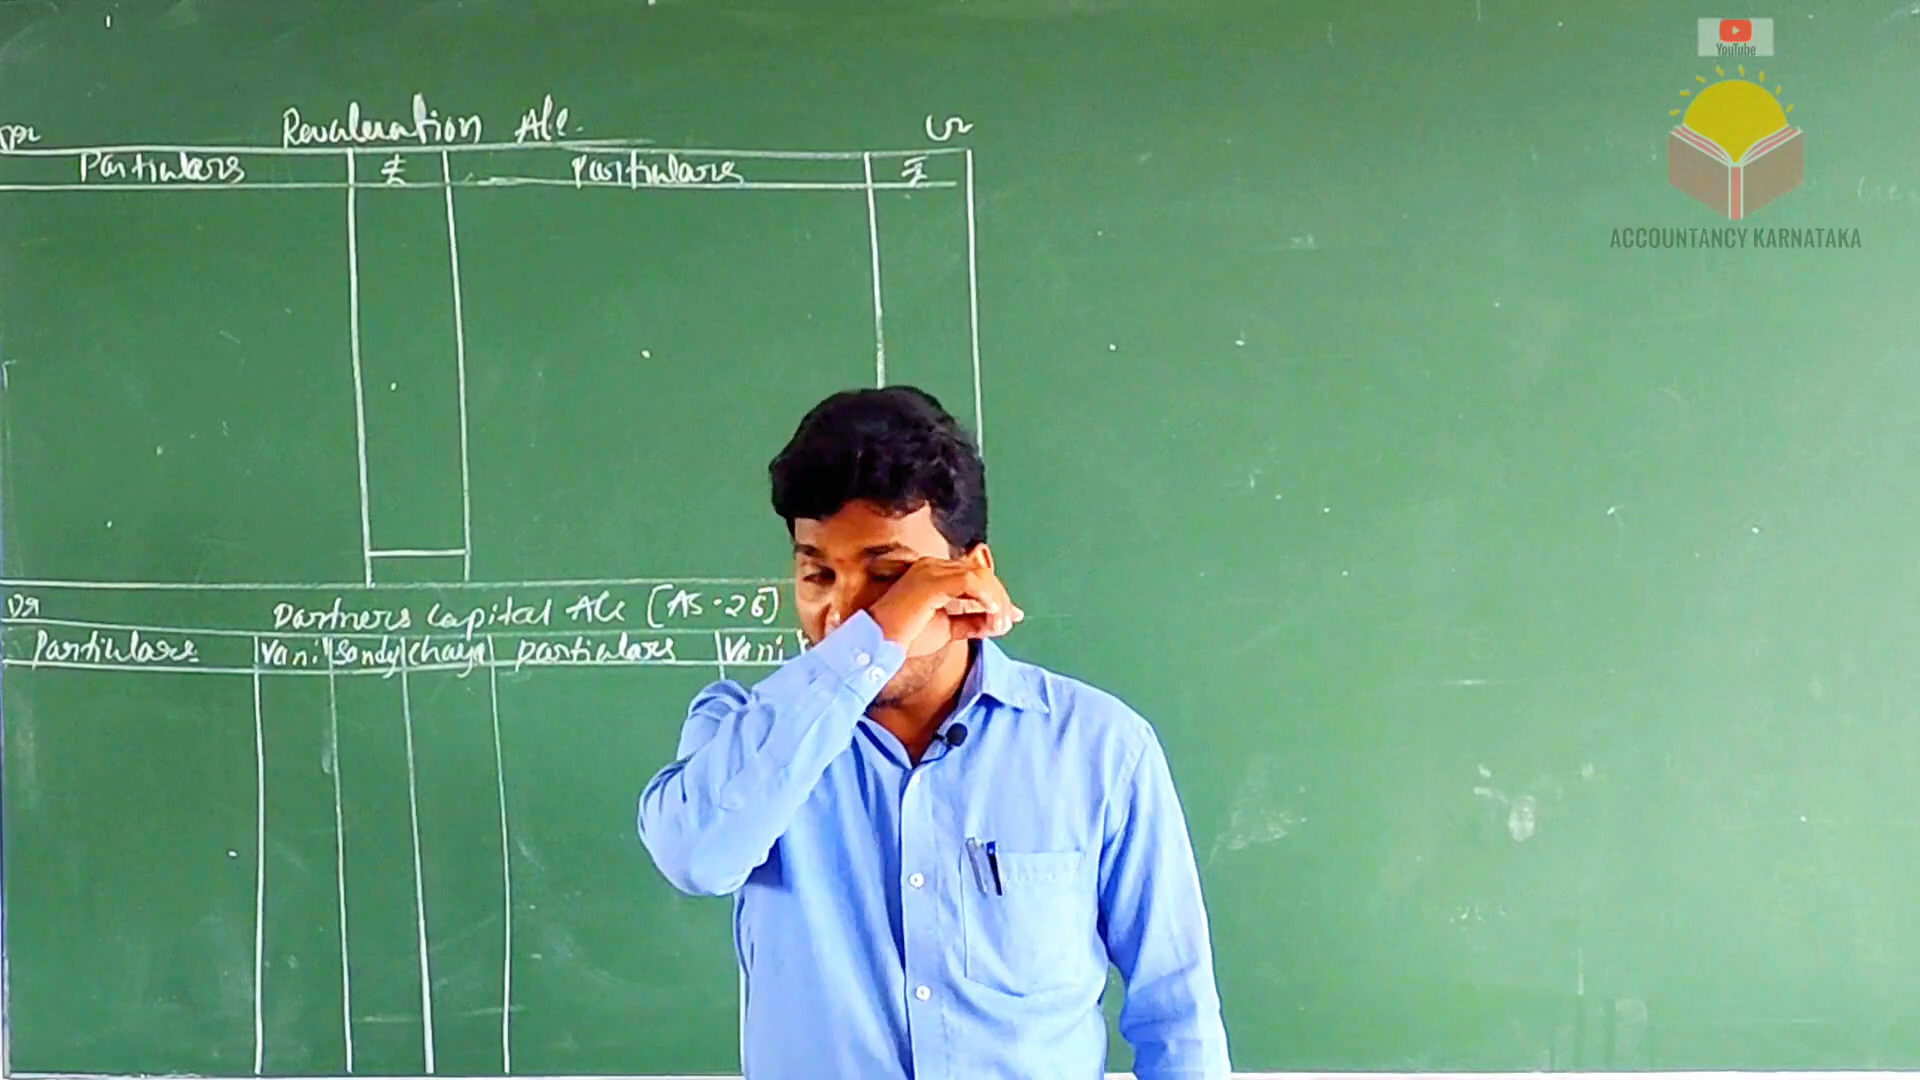 YouTube
ACCOUNTANCY KARNATAKA
Dr Revaluation A/c. Cr
Particulars ₹ Particulars ₹
Dr Partners Capital A/c [AS-26]
Particulars Vani Sandy Chaya Particulars Vani